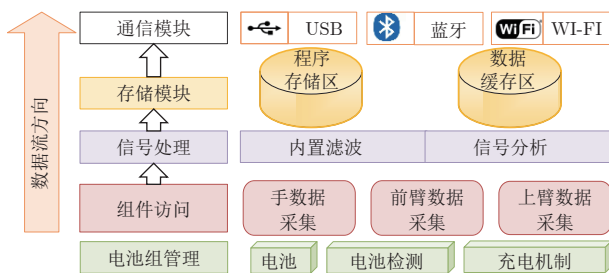 通信模块
USB
蓝牙
WiFi
WI-FI
存储模块
程序
存储区
数据
缓存区
信号处理
内置滤波
信号分析
组件访问
手数据
采集
前臂数据
采集
上臂数据
采集
电池组管理
电池
电池检测
充电机制
数据流方向